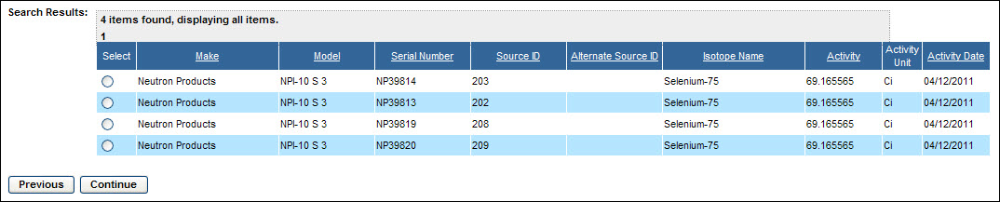 Search Results:
4 items found, displaying all items.
1
Select Make Model Serial Number Source ID Alternate Source ID Isotope Name Activity Activity Unit Activity Date
Neutron Products NPI-10 S 3 NP39814 203 Selenium-75 69.165565 Ci 04/12/2011
Neutron Products NPI-10 S 3 NP39813 202 Selenium-75 69.165565 Ci 04/12/2011
Neutron Products NPI-10 S 3 NP39819 208 Selenium-75 69.165565 Ci 04/12/2011
Neutron Products NPI-10 S 3 NP39820 209 Selenium-75 69.165565 Ci 04/12/2011
Previous Continue